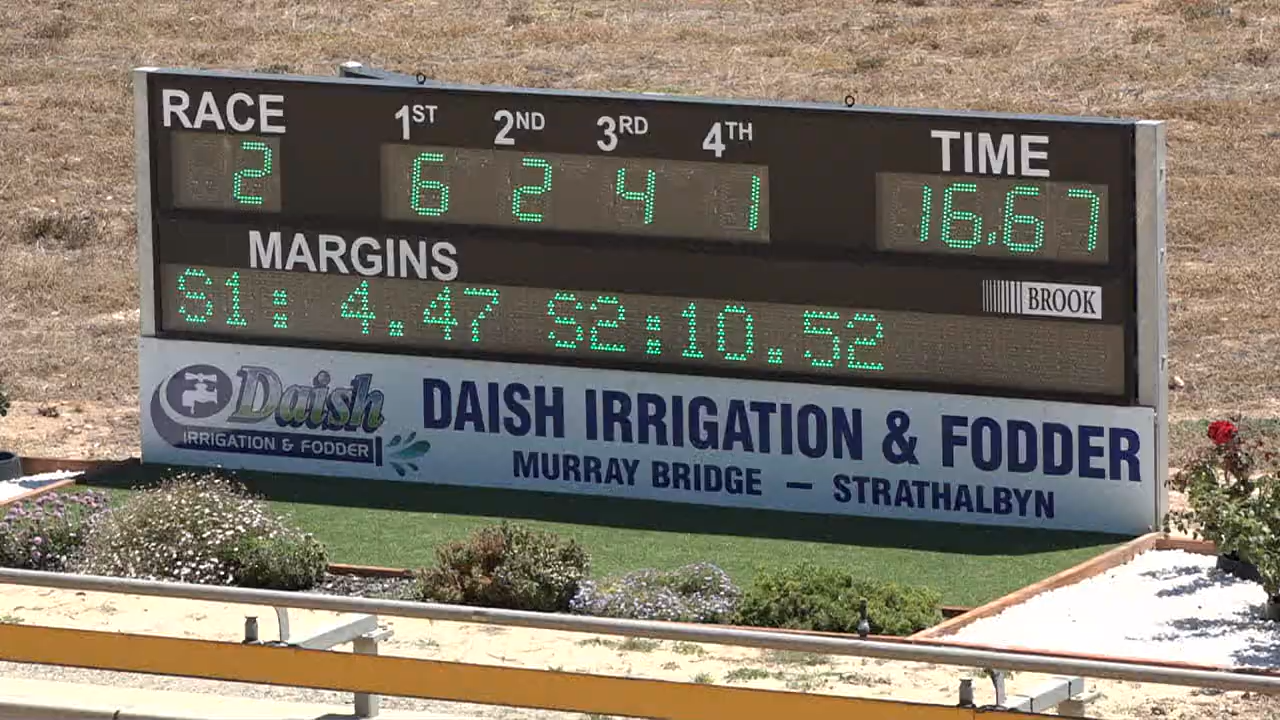 RACE 1ST 2ND 3RD 4TH TIME
2 6 2 4 1 16.67
MARGINS
BROOK
S1: 4.47 S2:10.52
Daish
IRRIGATION & FODDER
DAISH IRRIGATION & FODDER
MURRAY BRIDGE – STRATHALBYN